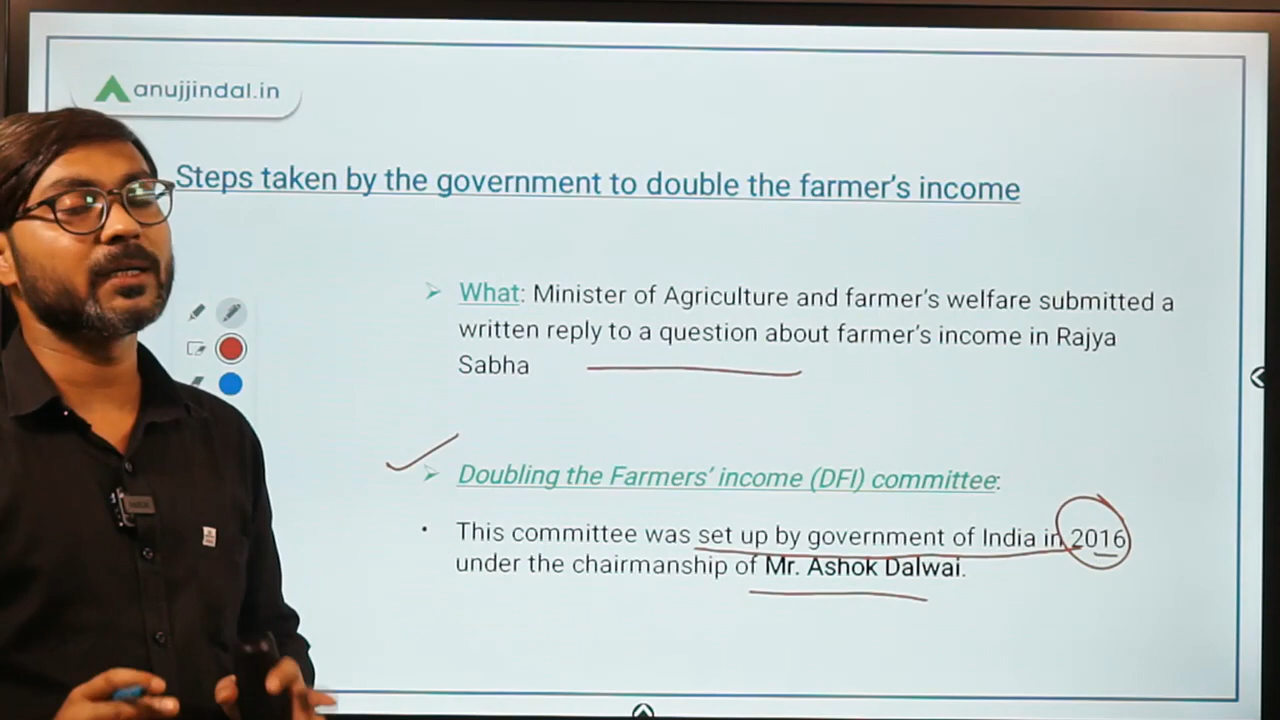 anujjindal.in
Steps taken by the government to double the farmer's income
What: Minister of Agriculture and farmer's welfare submitted a
written reply to a question about farmer's income in Rajya
Sabha
Doubling the Farmers' income (DFI) committee:
This committee was set up by government of India in 2016
under the chairmanship of Mr. Ashok Dalwai.